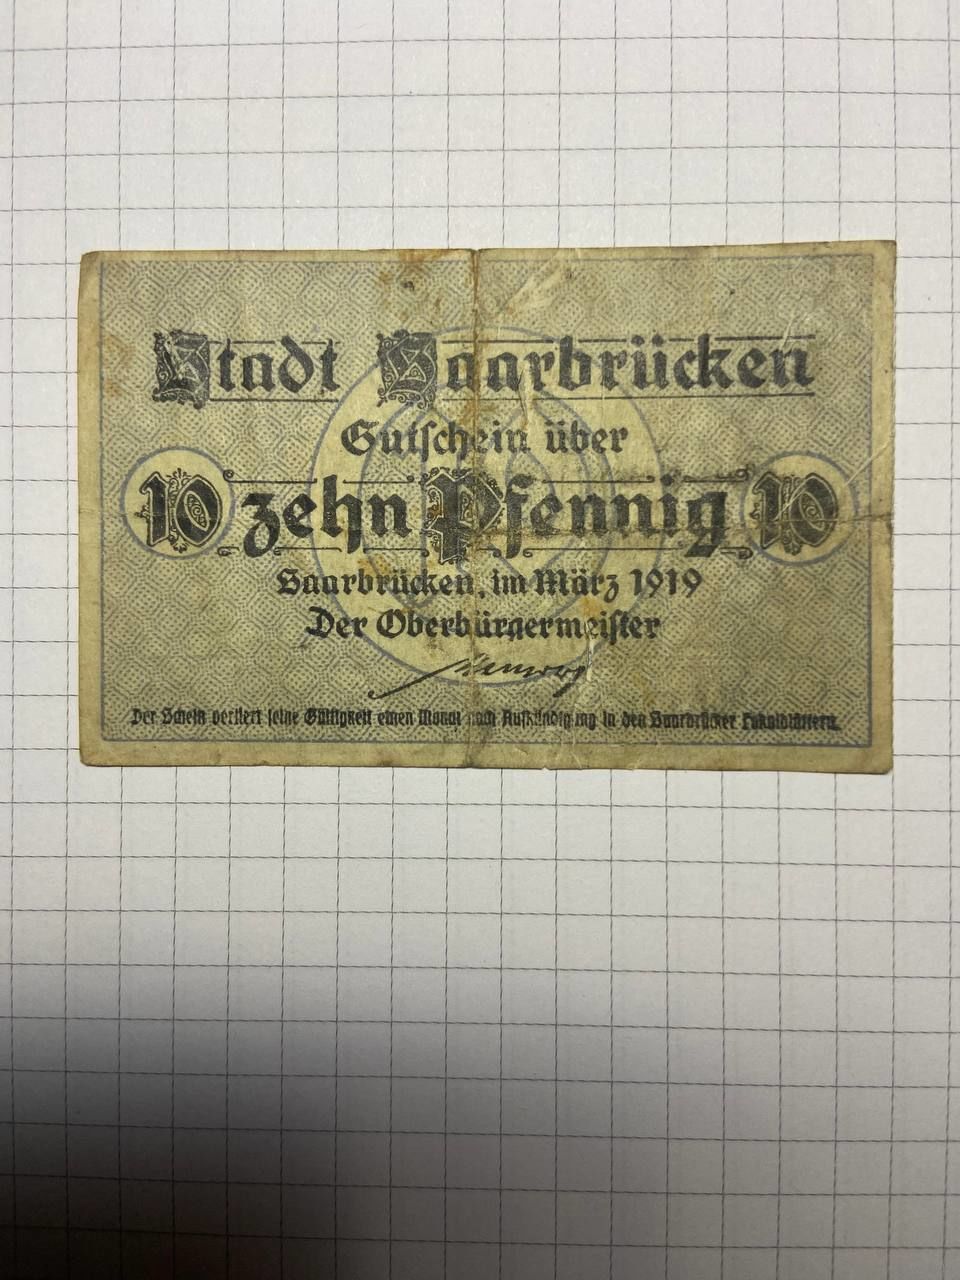 Stadt Saarbrücken
Gutschein über
10 zehn Pfennig 10
Saarbrücken, im März 1919
Der Oberbürgermeister
Der Schein verliert seine Gültigkeit einen Monat nach Aufkündigung in den Saarbrücker Lokalblättern.